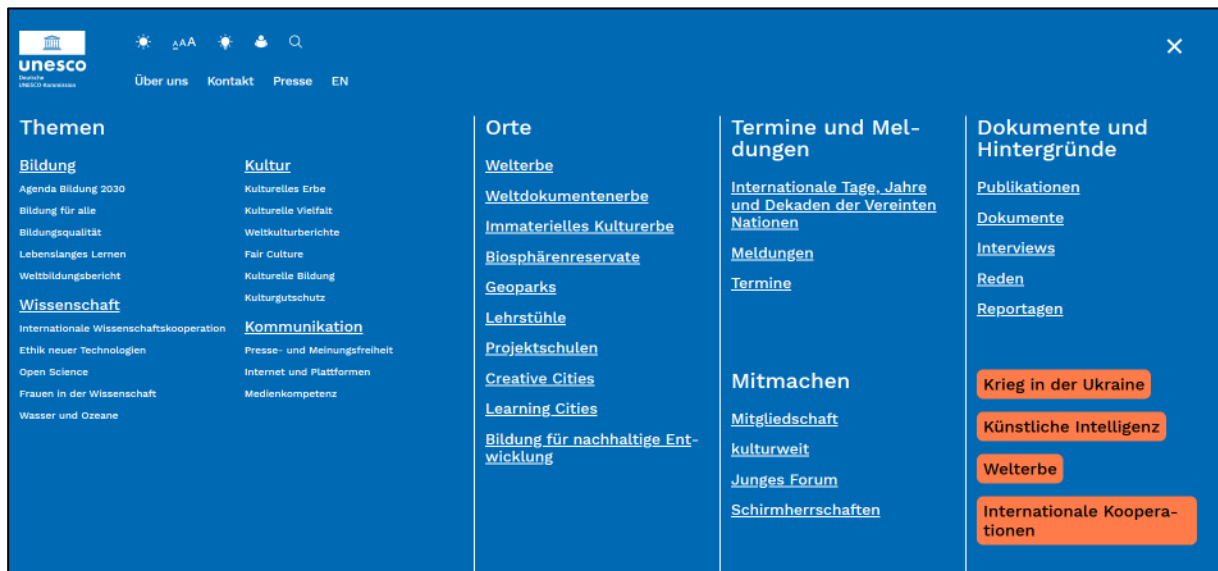 unesco
Deutsche
UNESCO-Kommission
AAA
Über uns Kontakt Presse EN
Themen
Bildung
Agenda Bildung 2030
Bildung für alle
Bildungsqualität
Lebenslanges Lernen
Weltbildungsbericht
Wissenschaft
Internationale Wissenschaftskooperation
Ethik neuer Technologien
Open Science
Frauen in der Wissenschaft
Wasser und Ozeane
Kultur
Kulturelles Erbe
Kulturelle Vielfalt
Weltkulturberichte
Fair Culture
Kulturelle Bildung
Kulturgutschutz
Kommunikation
Presse- und Meinungsfreiheit
Internet und Plattformen
Medienkompetenz
Orte
Welterbe
Weltdokumentenerbe
Immaterielles Kulturerbe
Biosphärenreservate
Geoparks
Lehrstühle
Projektschulen
Creative Cities
Learning Cities
Bildung für nachhaltige Ent-
wicklung
Termine und Mel-
dungen
Internationale Tage, Jahre
und Dekaden der Vereinten
Nationen
Meldungen
Termine
Mitmachen
Mitgliedschaft
kulturweit
Junges Forum
Schirmherrschaften
Dokumente und
Hintergründe
Publikationen
Dokumente
Interviews
Reden
Reportagen
Krieg in der Ukraine
Künstliche Intelligenz
Welterbe
Internationale Koopera-
tionen